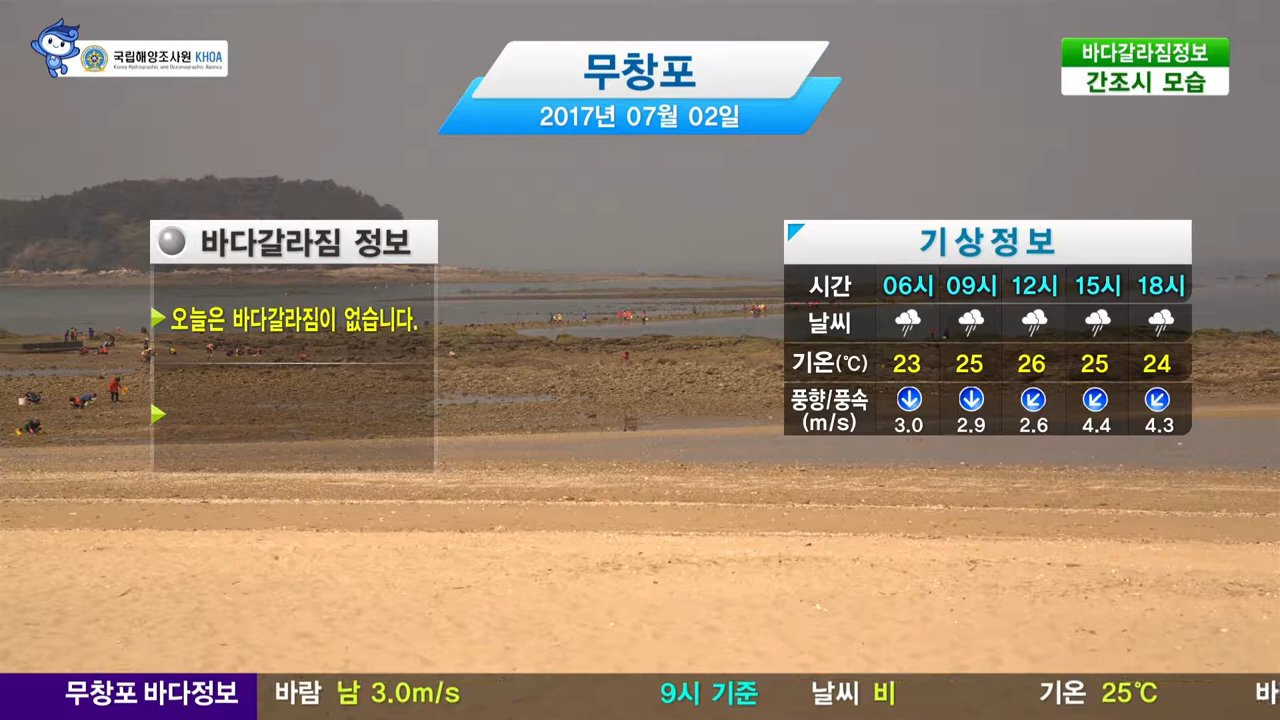 국립해양조사원 KHOA
Korea Hydrographic and Oceanographic Agency
무창포
2017년 07월 02일
바다갈라짐정보
간조시 모습
바다갈라짐 정보
오늘은 바다갈라짐이 없습니다.
기상정보
시간 06시 09시 12시 15시 18시
날씨
기온(℃) 23 25 26 25 24
풍향/풍속
(m/s) 3.0 2.9 2.6 4.4 4.3
무창포 바다정보 바람 남 3.0m/s 9시 기준 날씨 비 기온 25℃ 바